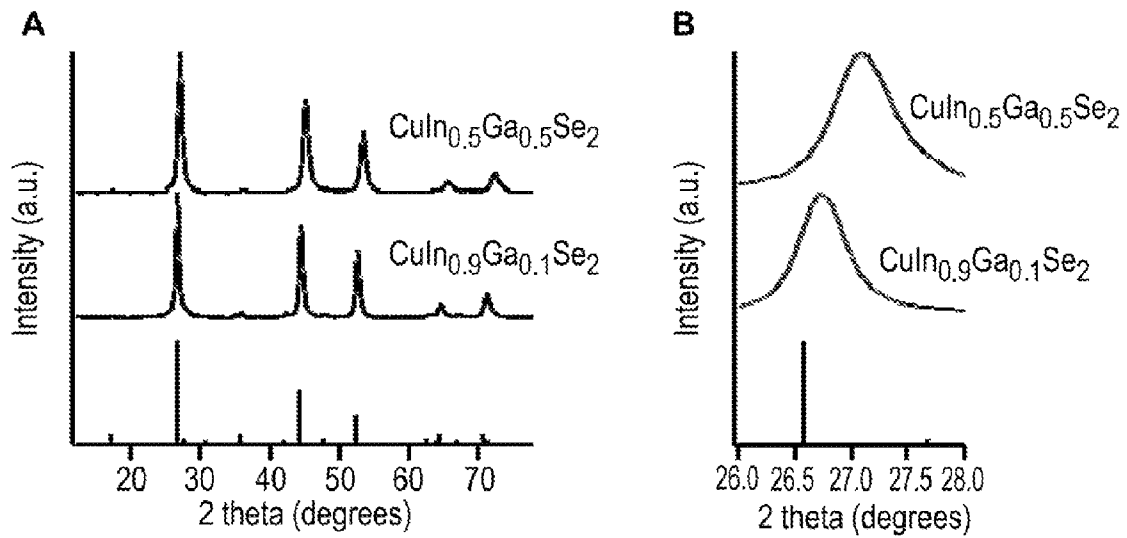 A
CuIn0.5Ga0.5Se2
CuIn0.9Ga0.1Se2
Intensity (a.u.)
20 30 40 50 60 70
2 theta (degrees)
B
CuIn0.5Ga0.5Se2
CuIn0.9Ga0.1Se2
Intensity (a.u.)
26.0 26.5 27.0 27.5 28.0
2 theta (degrees)